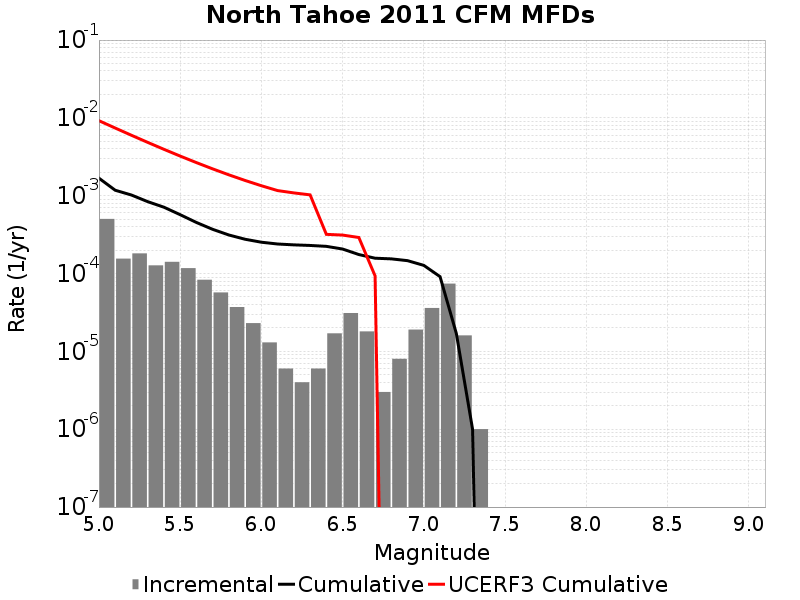 North Tahoe 2011 CFM MFDs
Rate (1/yr)
10-1
10-2
10-3
10-4
10-5
10-6
10-7
5.0 5.5 6.0 6.5 7.0 7.5 8.0 8.5 9.0
Magnitude
Incremental Cumulative UCERF3 Cumulative